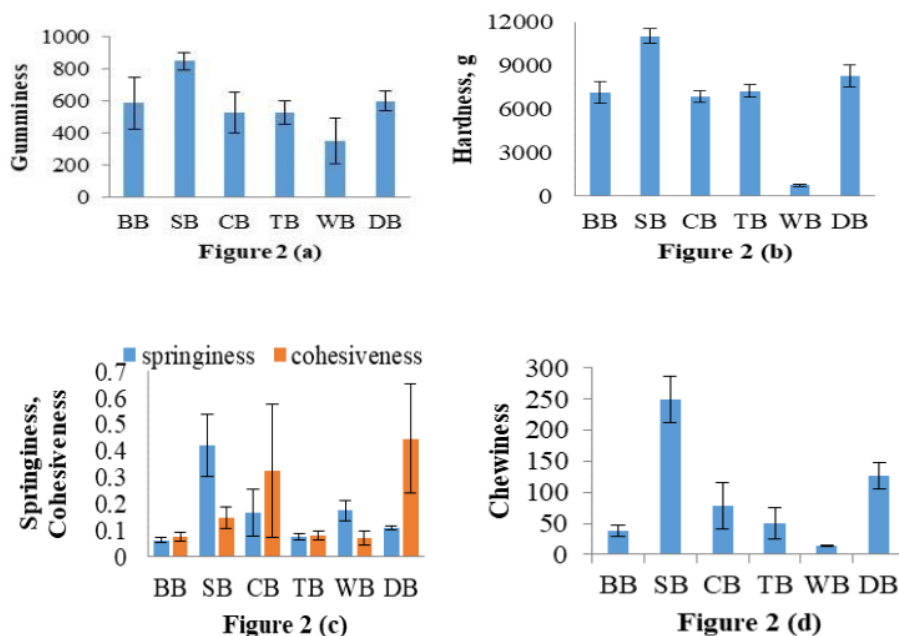 Gumminess
1000
800
600
400
200
0
BB SB CB TB WB DB
Figure 2 (a)
Hardness, g
12000
9000
6000
3000
0
BB SB CB TB WB DB
Figure 2 (b)
springiness cohesiveness
Springiness,
Cohesiveness
0.7
0.6
0.5
0.4
0.3
0.2
0.1
0
BB SB CB TB WB DB
Figure 2 (c)
Chewiness
300
250
200
150
100
50
0
BB SB CB TB WB DB
Figure 2 (d)